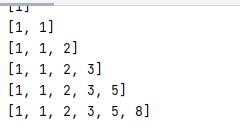 [1]
[1, 1]
[1, 1, 2]
[1, 1, 2, 3]
[1, 1, 2, 3, 5]
[1, 1, 2, 3, 5, 8]